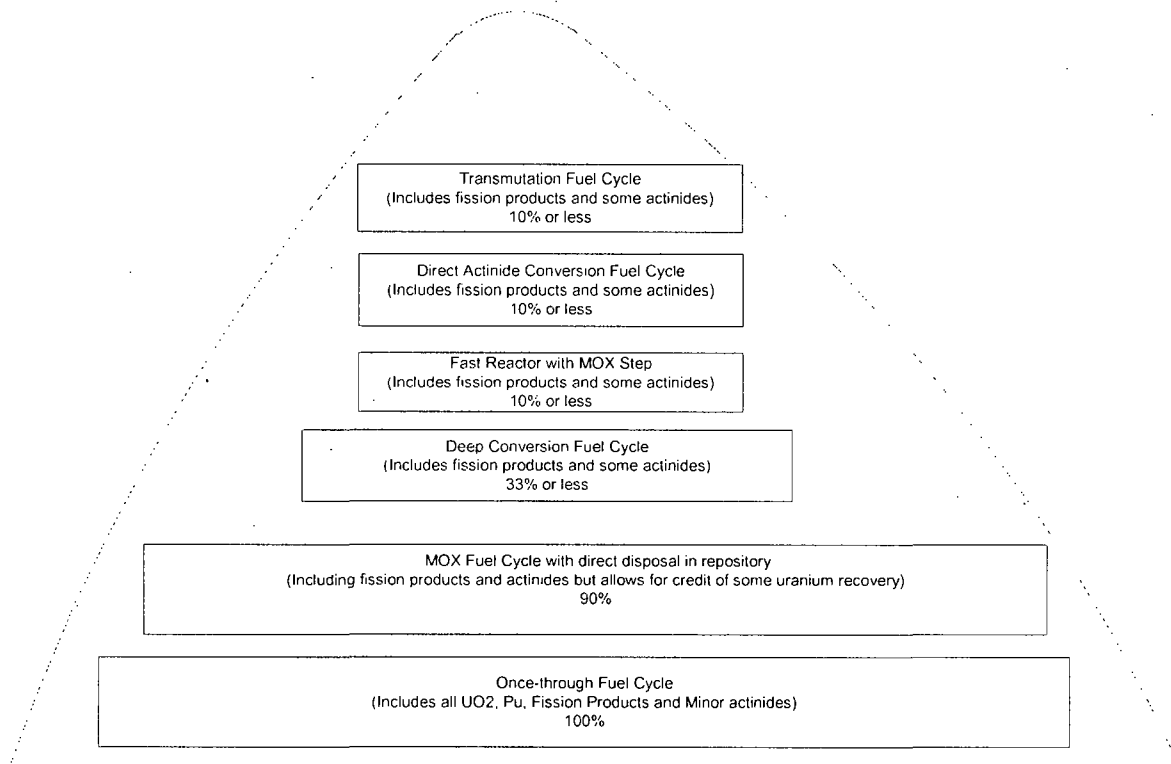 Transmutation Fuel Cycle
(Includes fission products and some actinides)
10% or less
Direct Actinide Conversion Fuel Cycle
(Includes fission products and some actinides)
10% or less
Fast Reactor with MOX Step
(Includes fission products and some actinides)
10% or less
Deep Conversion Fuel Cycle
(Includes fission products and some actinides)
33% or less
MOX Fuel Cycle with direct disposal in repository
(Including fission products and actinides but allows for credit of some uranium recovery)
90%
Once-through Fuel Cycle
(Includes all UO2, Pu, Fission Products and Minor actinides)
100%